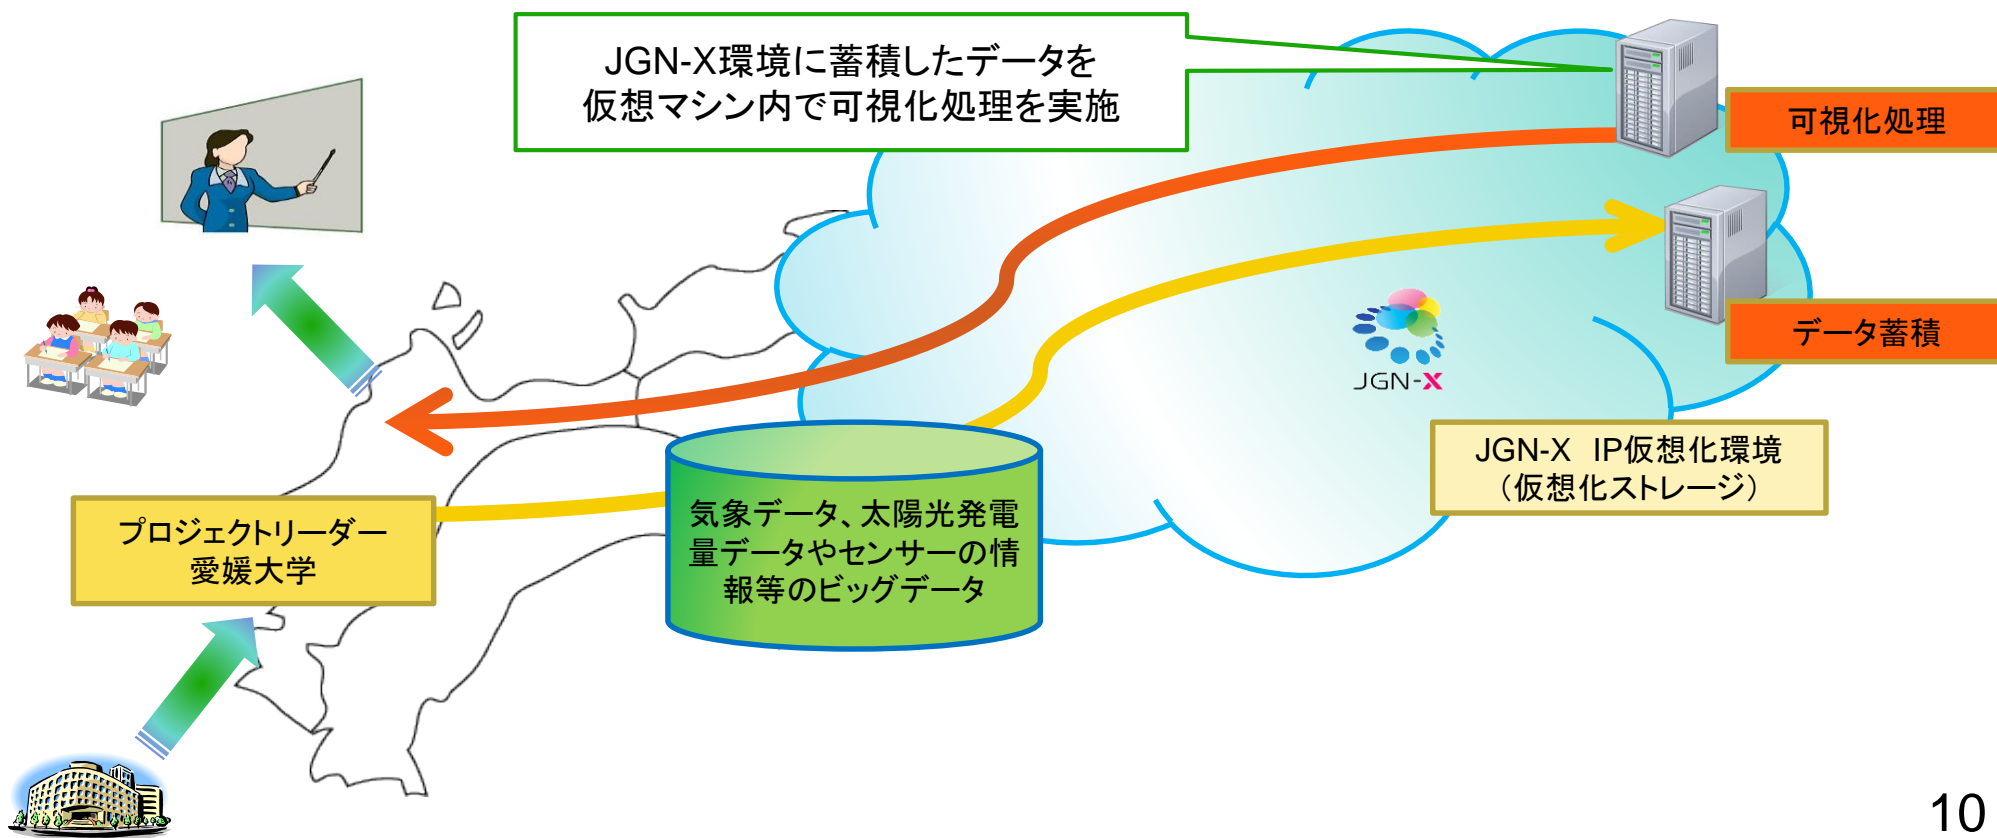 JGN-X環境に蓄積したデータを
仮想マシン内で可視化処理を実施
可視化処理
データ蓄積
JGN-X
JGN-X　IP仮想化環境
（仮想化ストレージ）
プロジェクトリーダー
愛媛大学
気象データ、太陽光発電
量データやセンサーの情
報等のビッグデータ
10